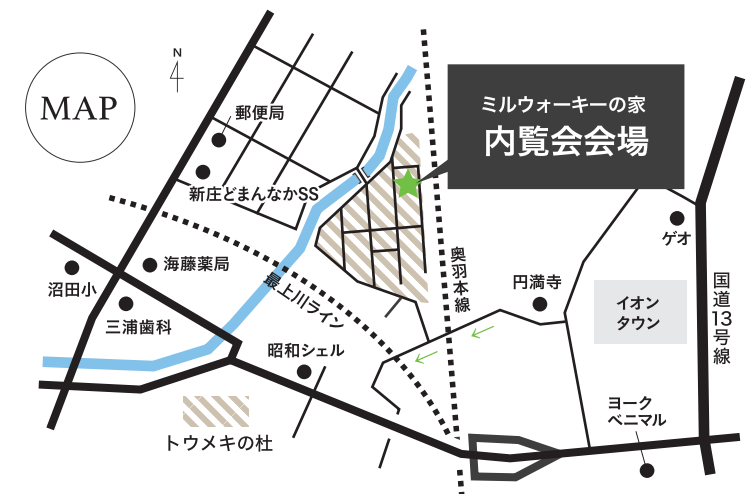 N
MAP
郵便局
ミルウォーキーの家
内覧会会場
新庄どまんなかSS
ゲオ
海藤薬局
沼田小
奥羽本線
円満寺
国道13号線
最上川ライン
イオン
タウン
三浦歯科
昭和シェル
ヨーク
ベニマル
トウメキの杜